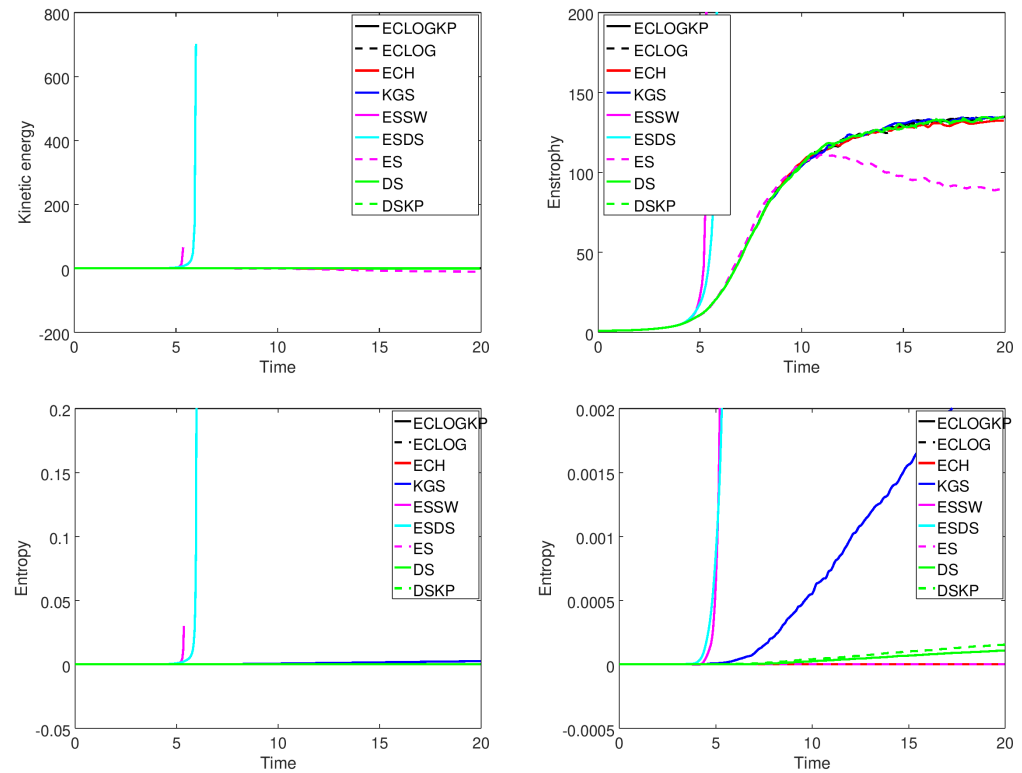 800
600
400
200
0
-200
0
5
10
15
20
Kinetic energy
Time
ECLOGKP
ECLOG
ECH
KGS
ESSW
ESDS
ES
DS
DSKP
200
150
100
50
0
0
5
10
15
20
Enstrophy
Time
ECLOGKP
ECLOG
ECH
KGS
ESSW
ESDS
ES
DS
DSKP
0.2
0.15
0.1
0.05
0
-0.05
0
5
10
15
20
Entropy
Time
ECLOGKP
ECLOG
ECH
KGS
ESSW
ESDS
ES
DS
DSKP
0.002
0.0015
0.001
0.0005
0
-0.0005
0
5
10
15
20
Entropy
Time
ECLOGKP
ECLOG
ECH
KGS
ESSW
ESDS
ES
DS
DSKP